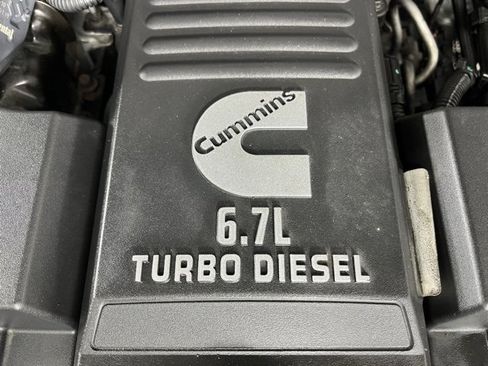 Cummins
6.7L
TURBO DIESEL